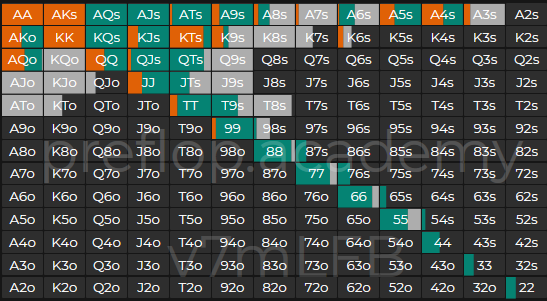 AA AKs AQs AJs ATs A9s A8s A7s A6s A5s A4s A3s A2s
AKo KK KQs KJs KTs K9s K8s K7s K6s K5s K4s K3s K2s
AQo KQo QQ QJs QTs Q9s Q8s Q7s Q6s Q5s Q4s Q3s Q2s
AJo KJo QJo JJ JTs J9s J8s J7s J6s J5s J4s J3s J2s
ATo KTo QTo JTo TT T9s T8s T7s T6s T5s T4s T3s T2s
A9o K9o Q9o J9o T9o 99 98s 97s 96s 95s 94s 93s 92s
A8o K8o Q8o J8o T8o 98o 88 87s 86s 85s 84s 83s 82s
preflop.academy
A7o K7o Q7o J7o T7o 97o 87o 77 76s 75s 74s 73s 72s
A6o K6o Q6o J6o T6o 96o 86o 76o 66 65s 64s 63s 62s
A5o K5o Q5o J5o T5o 95o 85o 75o 65o 55 54s 53s 52s
A4o K4o Q4o J4o T4o 94o 84o 74o 64o 54o 44 43s 42s
v7mLFB
A3o K3o Q3o J3o T3o 93o 83o 73o 63o 53o 43o 33 32s
A2o K2o Q2o J2o T2o 92o 82o 72o 62o 52o 42o 32o 22